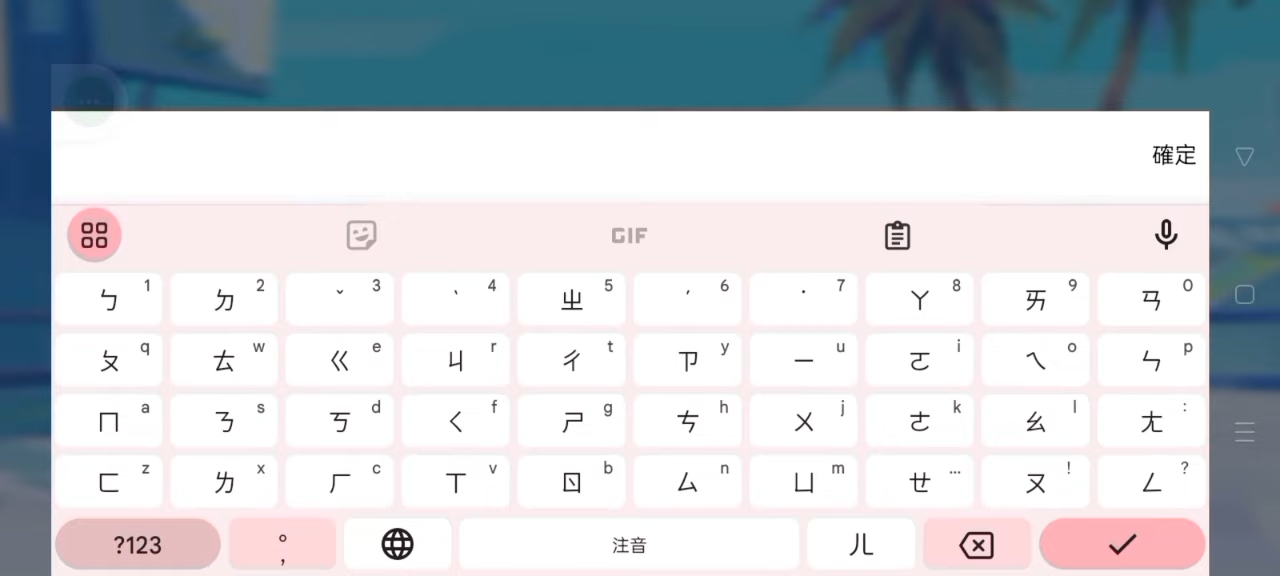 確定
GIF
ㄅ 1 ㄉ 2 ˇ 3 ˋ 4 ㄓ 5 ˊ 6 ˙ 7 ㄚ 8 ㄞ 9 ㄢ 0
ㄆ q ㄊ w ㄍ e ㄐ r ㄔ t ㄗ y ㄧ u ㄛ i ㄟ o ㄣ p
ㄇ a ㄋ s ㄎ d ㄑ f ㄕ g ㄘ h ㄨ j ㄜ k ㄠ l ㄤ :
ㄈ z ㄌ x ㄏ c ㄒ v ㄖ b ㄙ n ㄩ m ㄝ … ㄡ ! ㄥ ?
?123 。 , 注音 ㄦ